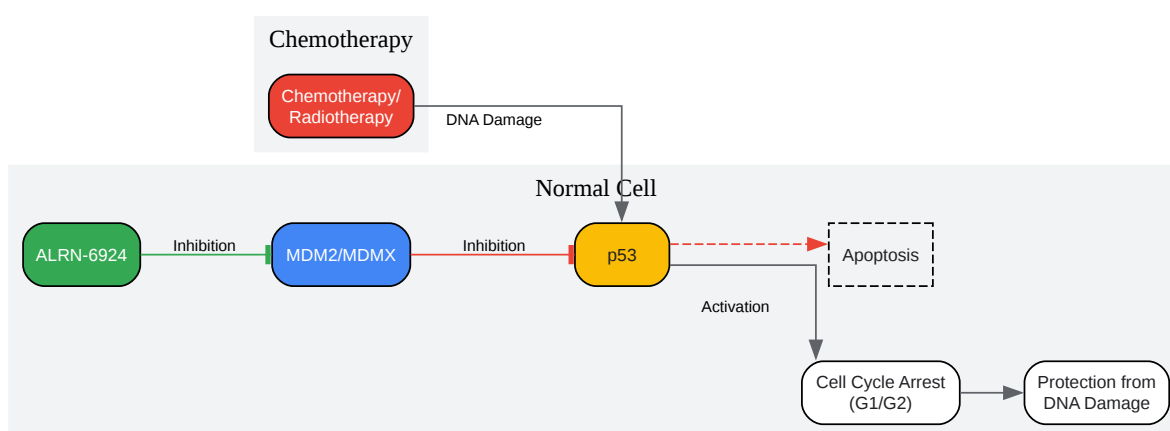 Chemotherapy
Chemotherapy/
Radiotherapy
DNA Damage
Normal Cell
ALRN-6924
Inhibition
MDM2/MDMX
Inhibition
p53
Apoptosis
Activation
Cell Cycle Arrest
(G1/G2)
Protection from
DNA Damage